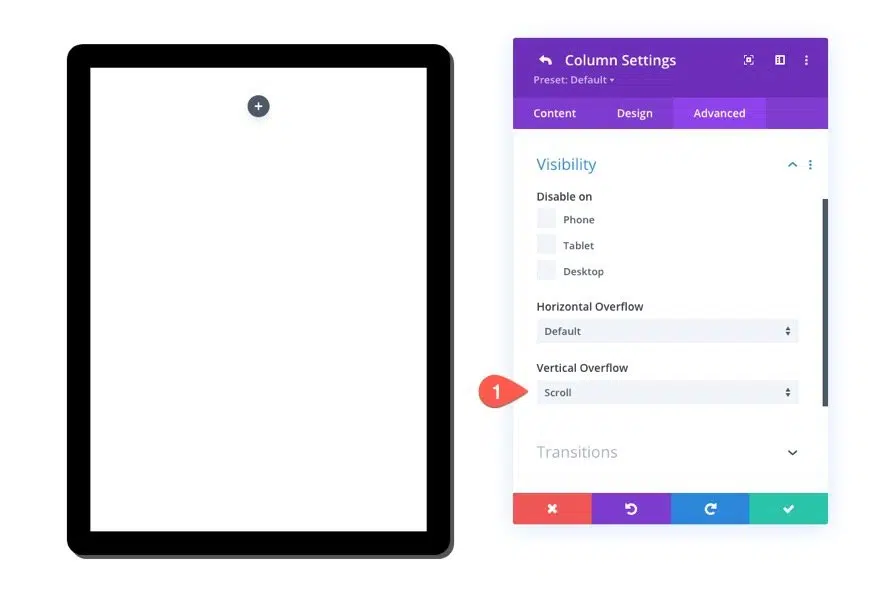 Column Settings
Preset: Default
Content Design Advanced
Visibility
Disable on
Phone
Tablet
Desktop
Horizontal Overflow
Default
Vertical Overflow
1
Scroll
Transitions